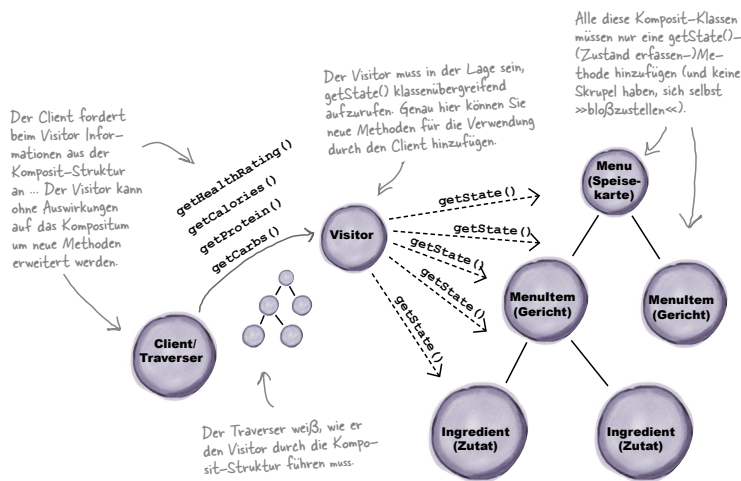 Alle diese Komposit-Klassen
müssen nur eine getState()-
(Zustand erfassen-)Me-
thode hinzufügen (und keine
Skrupel haben, sich selbst
>>bloßzustellen<<).
Der Visitor muss in der Lage sein,
getState() klassenübergreifend
aufzurufen. Genau hier können Sie
neue Methoden für die Verwendung
durch den Client hinzufügen.
Der Client fordert
beim Visitor Infor-
mationen aus der
Komposit-Struktur
an ... Der Visitor kann
ohne Auswirkungen
auf das Kompositum
um neue Methoden
erweitert werden.
getHealthRating()
getCalories()
getProtein()
getCarbs()
Visitor
getState()
getState()
getState()
getState()
getState()
Menu
(Speise-
karte)
MenuItem
(Gericht)
MenuItem
(Gericht)
Client/
Traverser
Ingredient
(Zutat)
Ingredient
(Zutat)
Der Traverser weiß, wie er
den Visitor durch die Kompo-
sit-Struktur führen muss.